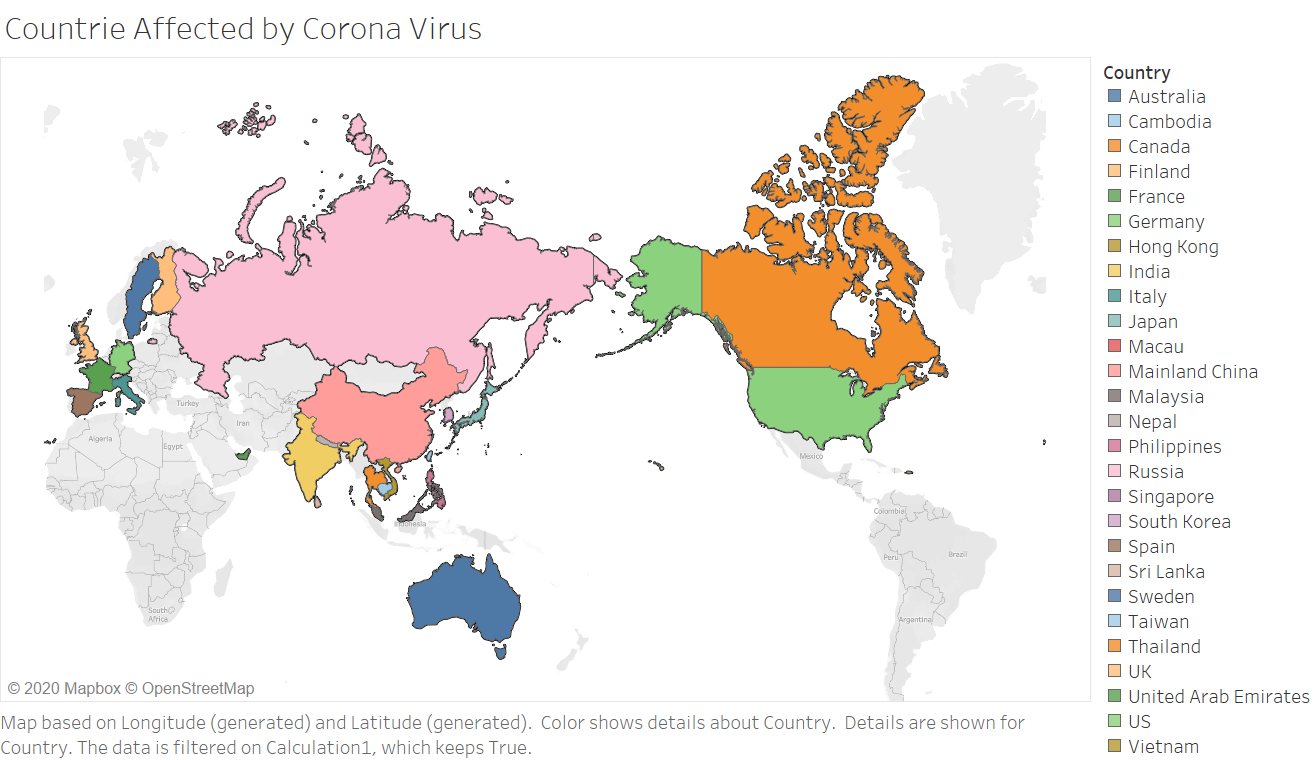 Countrie Affected by Corona Virus
Country
Australia
Cambodia
Canada
Finland
France
Germany
Hong Kong
India
Italy
Japan
Macau
Mainland China
Malaysia
Nepal
Philippines
Russia
Singapore
South Korea
Spain
Sri Lanka
Sweden
Taiwan
Thailand
UK
United Arab Emirates
US
Vietnam
Turkey
Iran
Algeria
Egypt
Mexico
Indonesia
Colombia
Peru
Brazil
South
Africa
Argentina
© 2020 Mapbox © OpenStreetMap
Map based on Longitude (generated) and Latitude (generated).  Color shows details about Country.  Details are shown for
Country. The data is filtered on Calculation1, which keeps True.